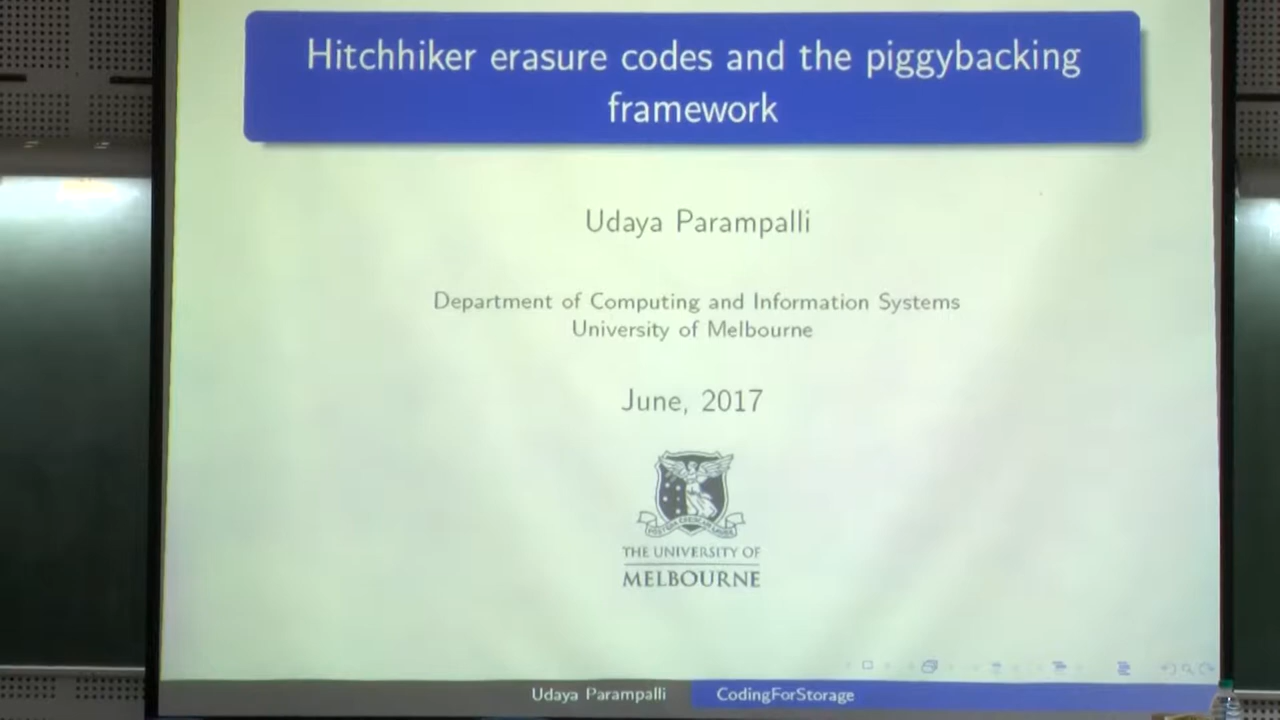 Hitchhiker erasure codes and the piggybacking
framework
Udaya Parampalli
Department of Computing and Information Systems
University of Melbourne
June, 2017
THE UNIVERSITY OF
MELBOURNE
Udaya Parampalli
CodingForStorage